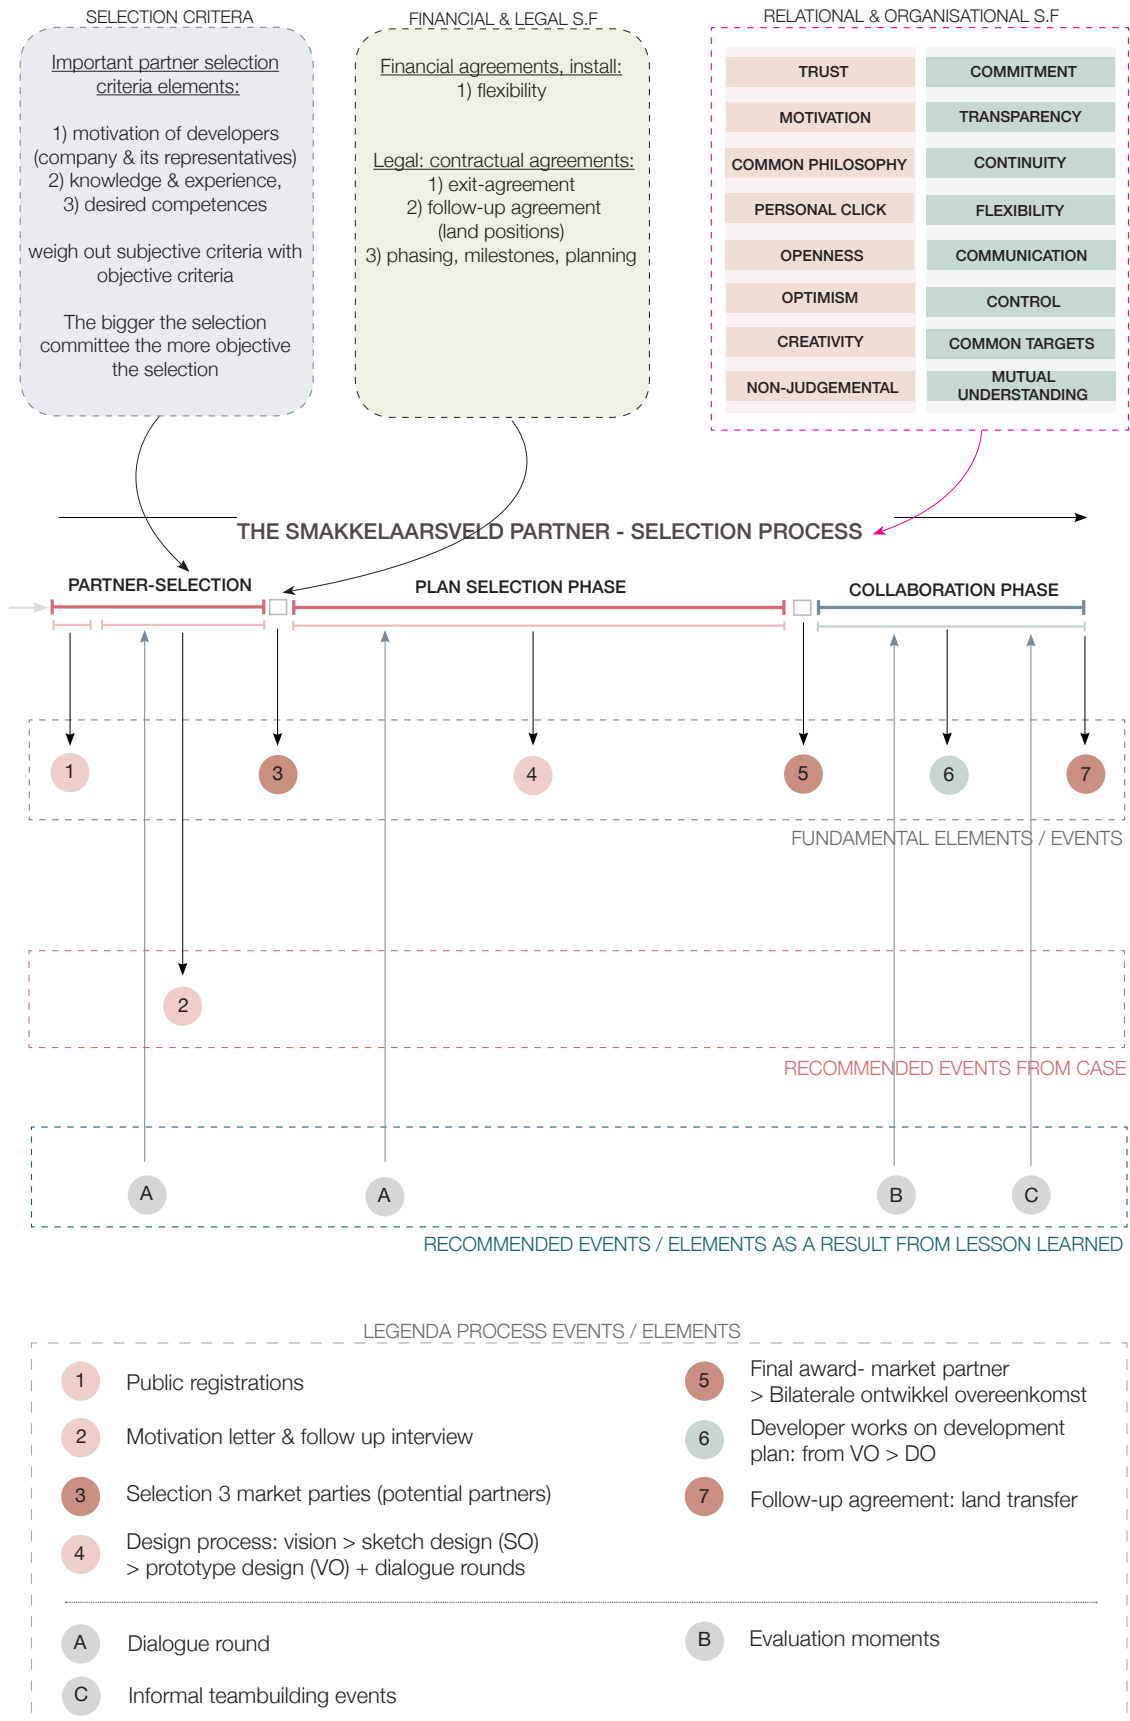 SELECTION CRITERA
Important partner selection
criteria elements:
1) motivation of developers
(company & its representatives)
2) knowledge & experience,
3) desired competences
weigh out subjective criteria with
objective criteria
The bigger the selection
committee the more objective
the selection
FINANCIAL & LEGAL S.F
Financial agreements, install:
1) flexibility
Legal: contractual agreements:
1) exit-agreement
2) follow-up agreement
(land positions)
3) phasing, milestones, planning
RELATIONAL & ORGANISATIONAL S.F
TRUST
MOTIVATION
COMMON PHILOSOPHY
PERSONAL CLICK
OPENNESS
OPTIMISM
CREATIVITY
NON-JUDGEMENTAL
COMMITMENT
TRANSPARENCY
CONTINUITY
FLEXIBILITY
COMMUNICATION
CONTROL
COMMON TARGETS
MUTUAL
UNDERSTANDING
THE SMAKKELAARSVELD PARTNER - SELECTION PROCESS
PARTNER-SELECTION
PLAN SELECTION PHASE
COLLABORATION PHASE
1
3
4
5
6
7
FUNDAMENTAL ELEMENTS / EVENTS
2
RECOMMENDED EVENTS FROM CASE
A
A
B
C
RECOMMENDED EVENTS / ELEMENTS AS A RESULT FROM LESSON LEARNED
LEGENDA PROCESS EVENTS / ELEMENTS
1 Public registrations
2 Motivation letter & follow up interview
3 Selection 3 market parties (potential partners)
4 Design process: vision > sketch design (SO)
> prototype design (VO) + dialogue rounds
5 Final award- market partner
> Bilaterale ontwikkel overeenkomst
6 Developer works on development
plan: from VO > DO
7 Follow-up agreement: land transfer
A Dialogue round
B Evaluation moments
C Informal teambuilding events